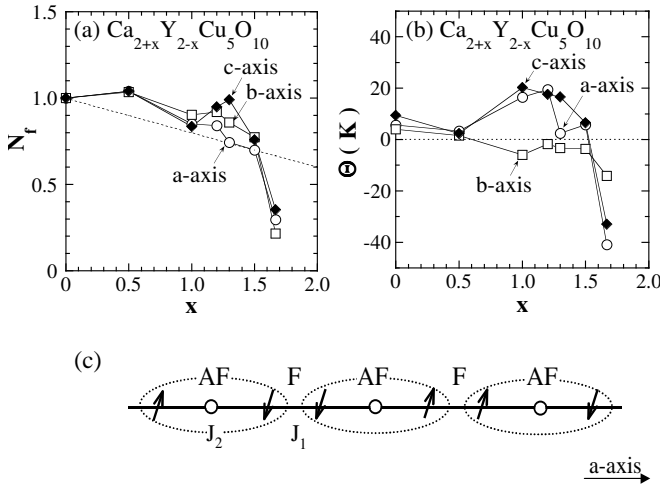 (a) Ca2+xY2-xCu5O10
c-axis
b-axis
a-axis
Nf
1.5
1.0
0.5
0
0 0.5 1.0 1.5 2.0
x
(b) Ca2+xY2-xCu5O10
c-axis
a-axis
b-axis
Θ ( K )
40
20
0
-20
-40
0 0.5 1.0 1.5 2.0
x
(c)
AF F AF F AF
J2 J1
a-axis